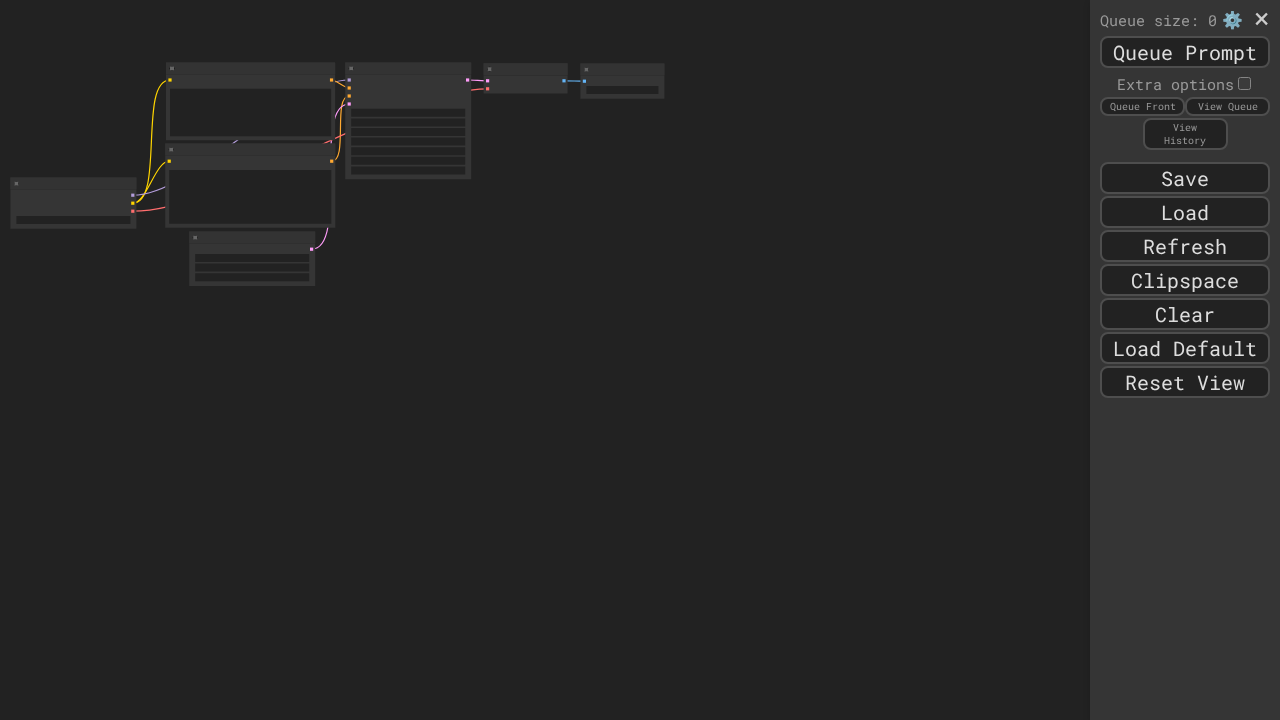 Queue size: 0
Queue Prompt
Extra options
Queue Front
View Queue
View
History
Save
Load
Refresh
Clipspace
Clear
Load Default
Reset View